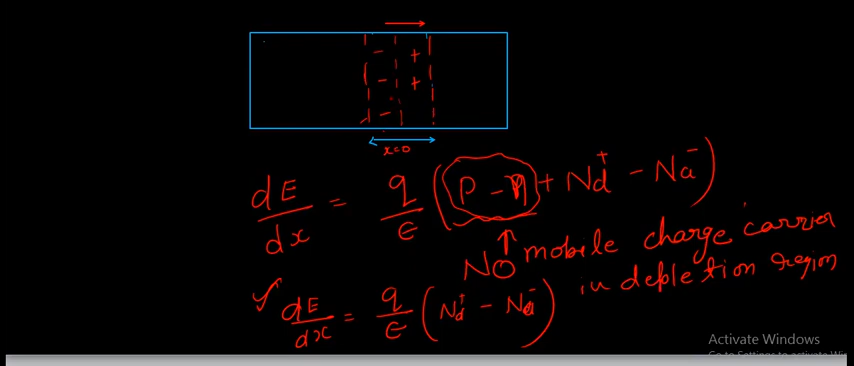 - +
- +
-
x=0
dE/dx = q/ε (P - n + Nd⁺ - Na⁻)
↑
NO mobile charge carrier
in depletion region
✓ dE/dx = q/ε (Nd⁺ - Na⁻)
Activate Windows